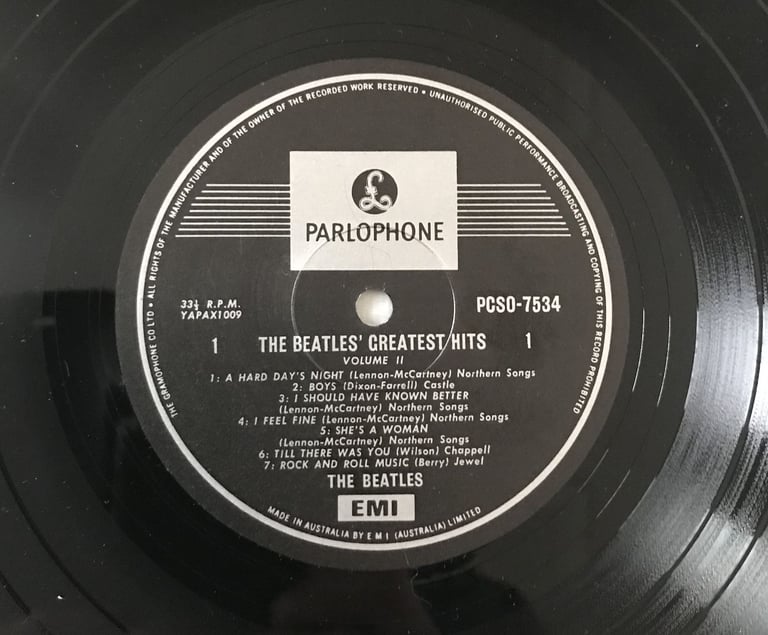 THE GRAMOPHONE CO LTD • ALL RIGHTS OF THE MANUFACTURER AND OF THE OWNER OF THE RECORDED WORK RESERVED • UNAUTHORISED PUBLIC PERFORMANCE BROADCASTING AND COPYING OF THIS RECORD PROHIBITED
£
PARLOPHONE
33⅓ R.P.M.
YAPAX1009
PCSO-7534
1 THE BEATLES' GREATEST HITS 1
VOLUME II
1: A HARD DAY'S NIGHT (Lennon-McCartney) Northern Songs
2: BOYS (Dixon-Farrell) Castle
3: I SHOULD HAVE KNOWN BETTER
(Lennon-McCartney) Northern Songs
4: I FEEL FINE (Lennon-McCartney) Northern Songs
5: SHE'S A WOMAN
(Lennon-McCartney) Northern Songs
6: TILL THERE WAS YOU (Wilson) Chappell
7: ROCK AND ROLL MUSIC (Berry) Jewel
THE BEATLES
EMI
MADE IN AUSTRALIA BY E M I (AUSTRALIA) LIMITED